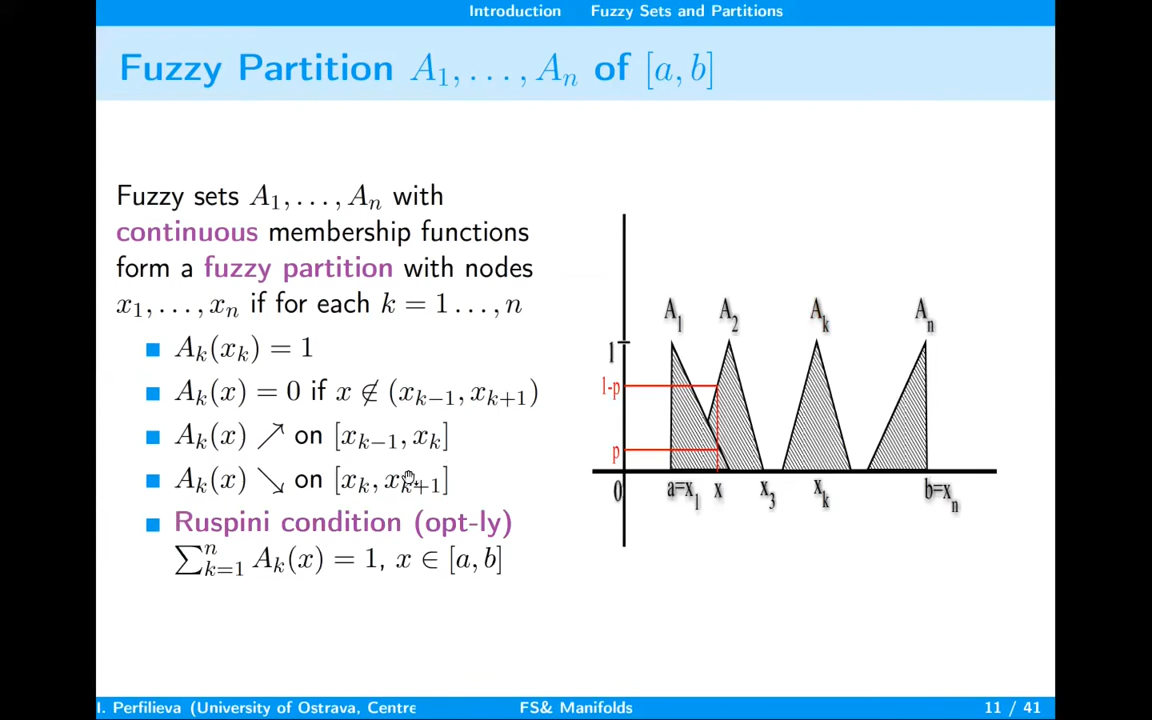 Introduction Fuzzy Sets and Partitions
Fuzzy Partition A₁, . . . , Aₙ of [a, b]
Fuzzy sets A₁, . . . , Aₙ with
continuous membership functions
form a fuzzy partition with nodes
x₁, . . . , xₙ if for each k = 1 . . . , n
Aₖ(xₖ) = 1
Aₖ(x) = 0 if x ∉ (xₖ₋₁, xₖ₊₁)
Aₖ(x) ↗ on [xₖ₋₁, xₖ]
Aₖ(x) ↘ on [xₖ, xₖ₊₁]
Ruspini condition (opt-ly)
∑ⁿₖ₌₁ Aₖ(x) = 1, x ∈ [a, b]
A₁ A₂ Aₖ Aₙ
1
1-p
p
0 a=x₁ x x₃ xₖ b=xₙ
I. Perfilieva (University of Ostrava, Centre FS& Manifolds 11 / 41